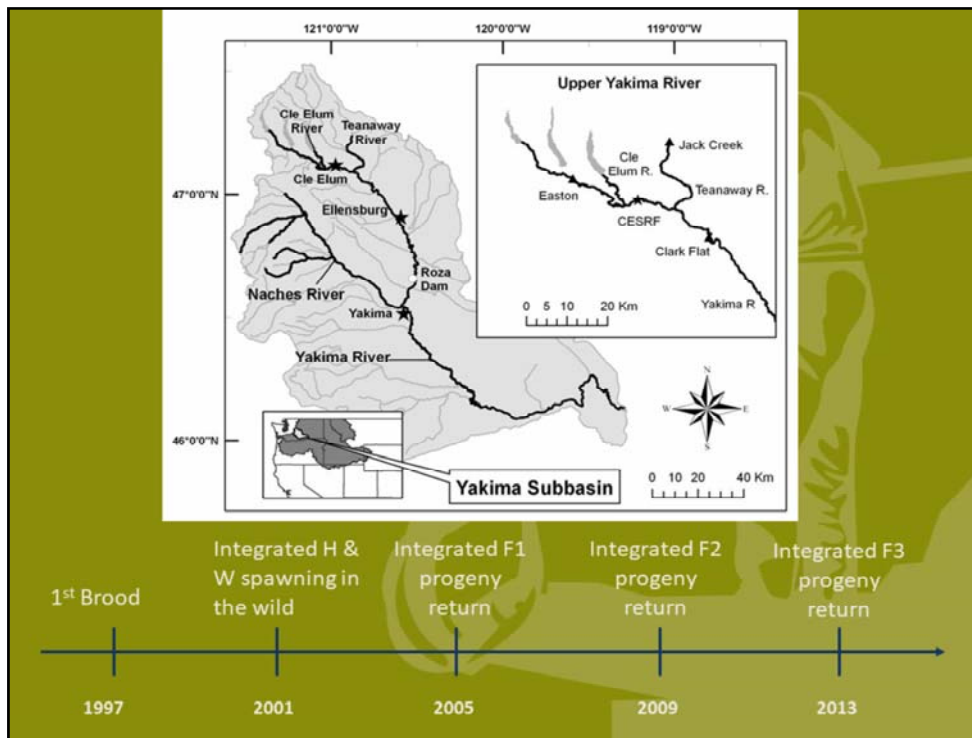 121°0'0"W
120°0'0"W
119°0'0"W
47°0'0"N
46°0'0"N
Cle Elum
River
Teanaway
River
Cle Elum
Ellensburg
Roza
Dam
Naches River
Yakima
Yakima River
Upper Yakima River
Jack Creek
Cle
Elum R.
Teanaway R.
Easton
CESRF
Clark Flat
Yakima R
0 5 10 20 Km
N
W E
S
0 10 20 40 Km
Yakima Subbasin
1st Brood
Integrated H &
W spawning in
the wild
Integrated F1
progeny
return
Integrated F2
progeny
return
Integrated F3
progeny
return
1997
2001
2005
2009
2013